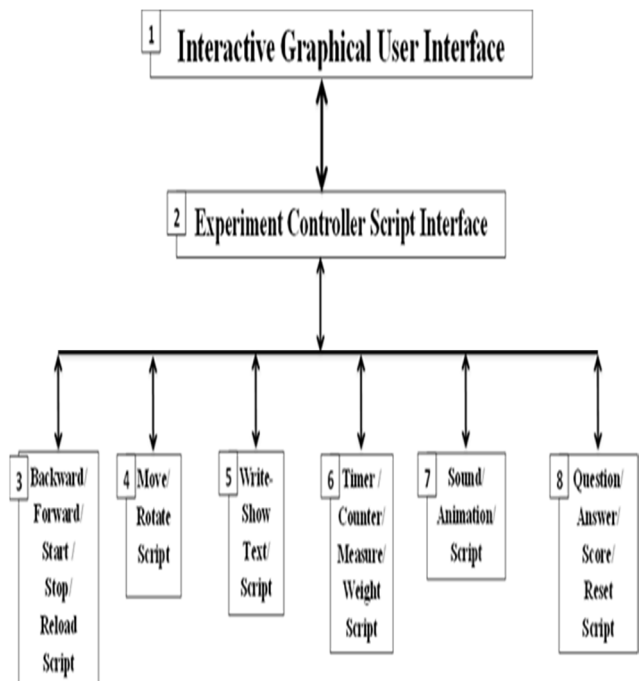 1
Interactive Graphical User Interface
2
Experiment Controller Script Interface
3
Backward/
Forward/
Start /
Stop/
Reload
Script
4
Move/
Rotate
Script
5
Write-
Show
Text/
Script
6
Timer /
Counter/
Measure/
Weight
Script
7
Sound/
Animation/
Script
8
Question/
Answer/
Score/
Reset
Script